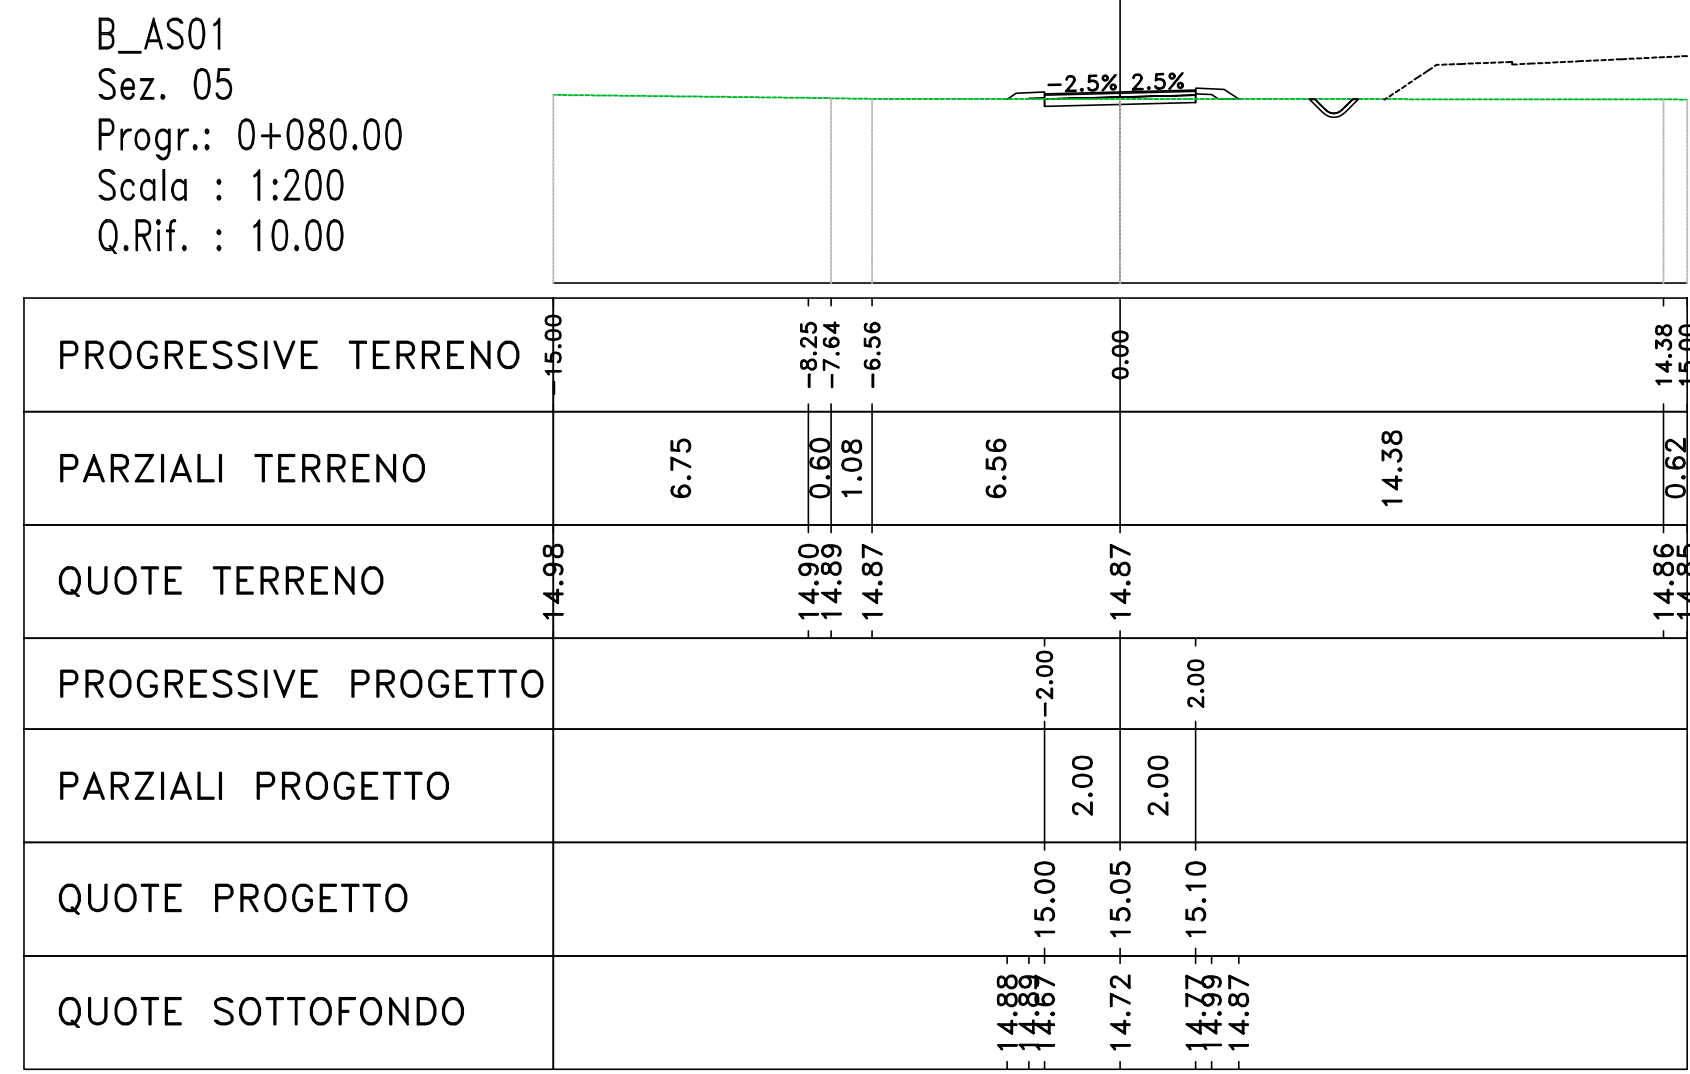 B_AS01
Sez. 05
Progr.: 0+080.00
Scala : 1:200
Q.Rif. : 10.00
-2.5% 2.5%
PROGRESSIVE TERRENO -15.00 -8.25 -7.64 -6.56 0.00 14.38 15.00
PARZIALI TERRENO 6.75 0.60 1.08 6.56 14.38 0.62
QUOTE TERRENO 14.98 14.90 14.89 14.87 14.87 14.86 14.85
PROGRESSIVE PROGETTO -2.00 2.00
PARZIALI PROGETTO 2.00 2.00
QUOTE PROGETTO 15.00 15.05 15.10
QUOTE SOTTOFONDO 14.88 14.89 14.67 14.72 14.77 14.99 14.87